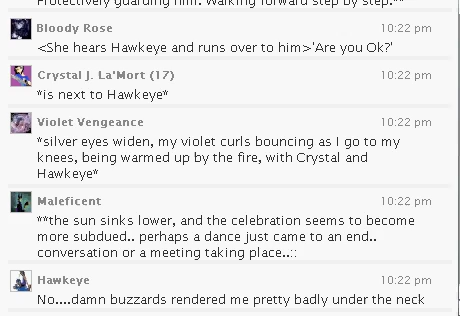 Protectively guarding him. Walking forward step by step.**
Bloody Rose 10:22 pm
<She hears Hawkeye and runs over to him>'Are you Ok?'
Crystal J. La'Mort (17) 10:22 pm
*is next to Hawkeye*
Violet Vengeance 10:22 pm
*silver eyes widen, my violet curls bouncing as I go to my
knees, being warmed up by the fire, with Crystal and
Hawkeye*
Maleficent 10:22 pm
**the sun sinks lower, and the celebration seems to become
more subdued.. perhaps a dance just came to an end..
conversation or a meeting taking place..::
Hawkeye 10:22 pm
No....damn buzzards rendered me pretty badly under the neck